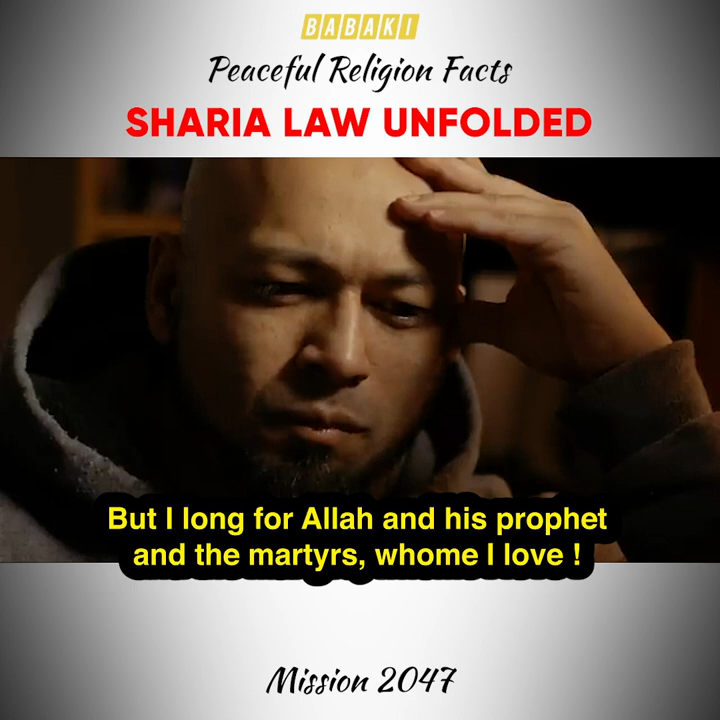 BABAKI
Peaceful Religion Facts
SHARIA LAW UNFOLDED
But I long for Allah and his prophet
and the martyrs, whome I love !
Mission 2047